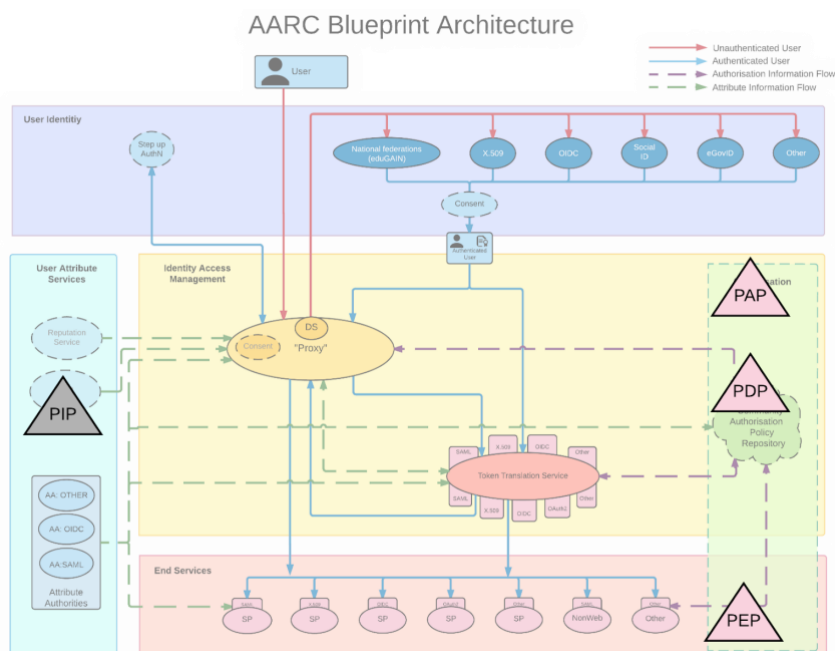 AARC Blueprint Architecture
Unauthenticated User
Authenticated User
Authorisation Information Flow
Attribute Information Flow
User
User Identitiy
Step up
AuthN
National federations
(eduGAIN)
X.509
OIDC
Social
ID
eGovID
Other
Consent
Authenticated
User
User Attribute
Services
Identity Access
Management
PAP
DS
Reputation
Service
Consent
"Proxy"
PIP
PDP
Authorisation
Policy
Repository
SAML
X.509
OIDC
Other
Token Translation Service
SAML
X.509
OIDC
OAuth2
Other
AA: OTHER
AA: OIDC
AA:SAML
Attribute
Authorities
End Services
SP
SP
SP
SP
SP
NonWeb
Other
PEP